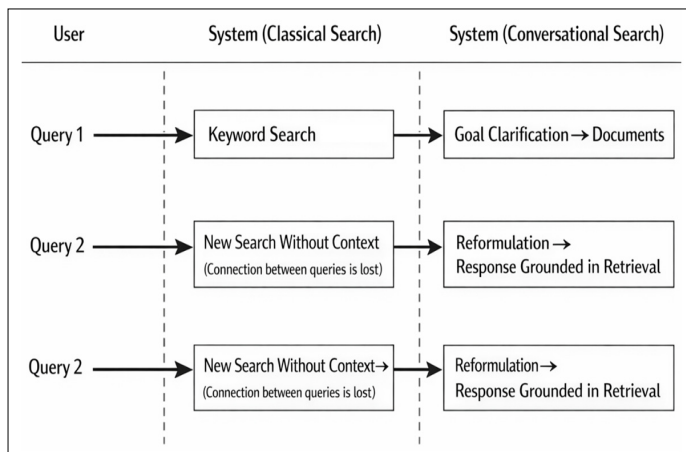 User System (Classical Search) System (Conversational Search)
Query 1 Keyword Search Goal Clarification → Documents
Query 2
New Search Without Context
(Connection between queries is lost)
Reformulation →
Response Grounded in Retrieval
Query 2
New Search Without Context→
(Connection between queries is lost)
Reformulation →
Response Grounded in Retrieval